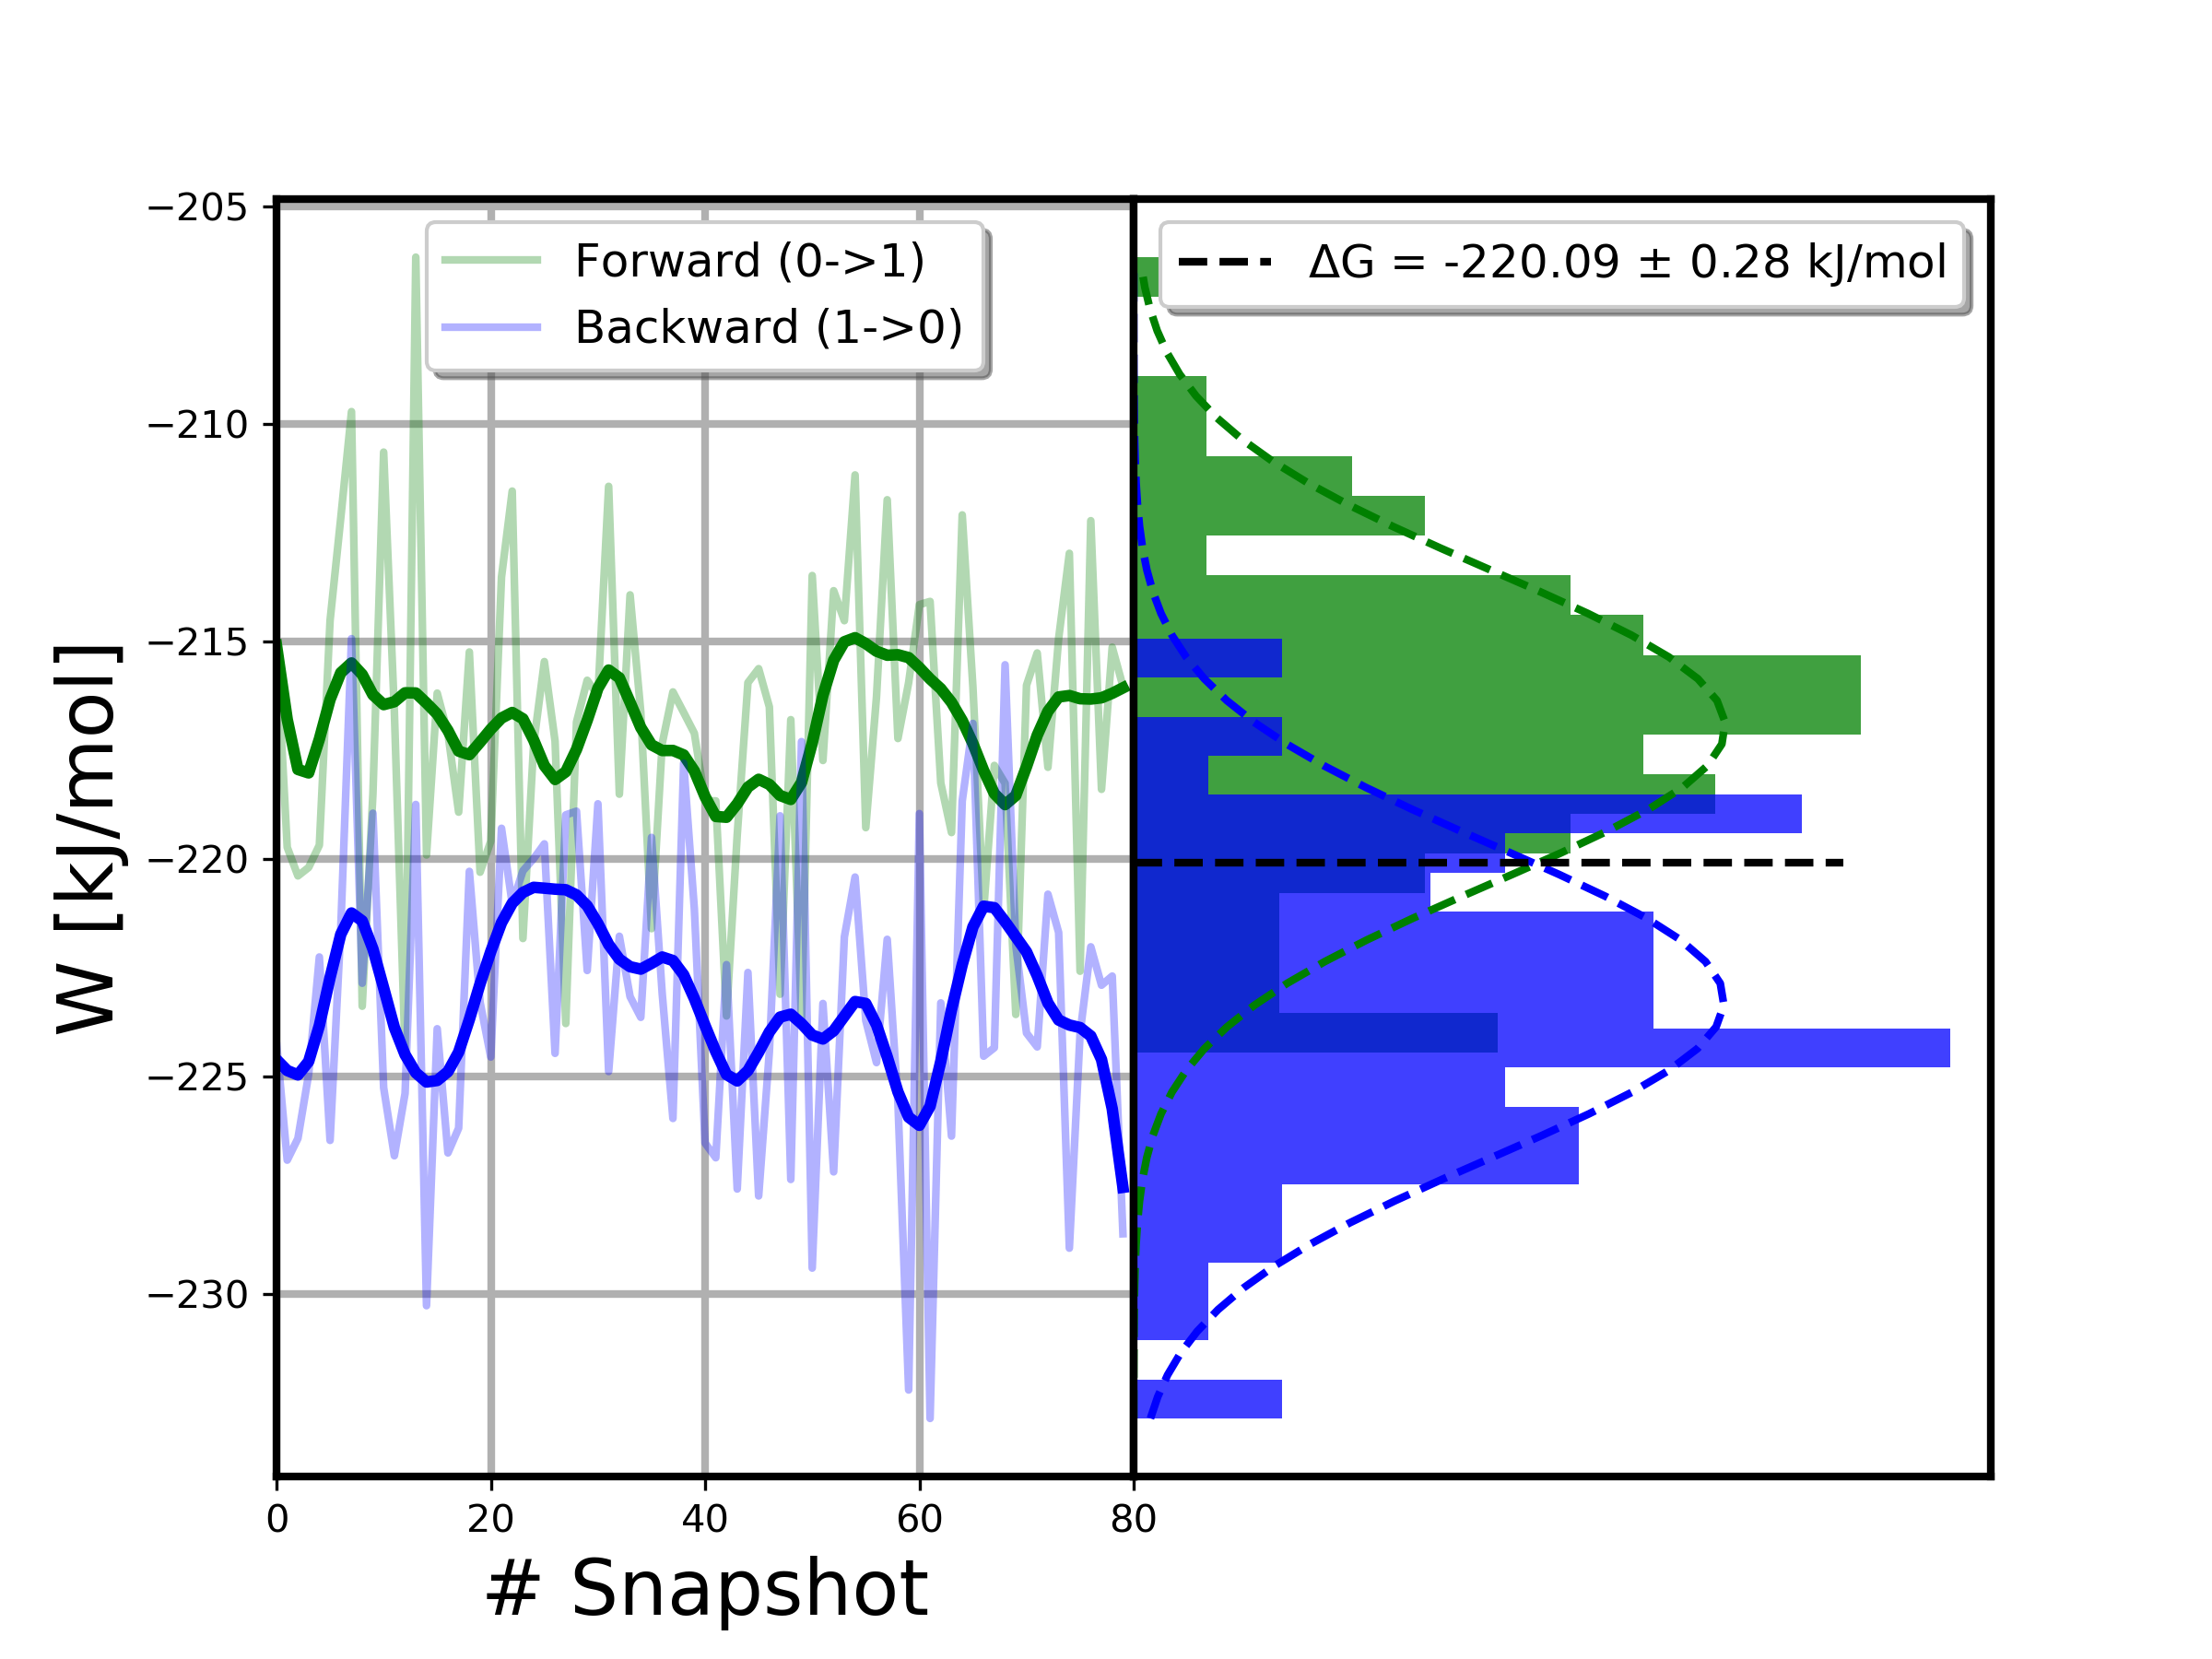 W [kJ/mol]
−205
−210
−215
−220
−225
−230
Forward (0->1)
Backward (1->0)
ΔG = -220.09 ± 0.28 kJ/mol
0 20 40 60 80
# Snapshot